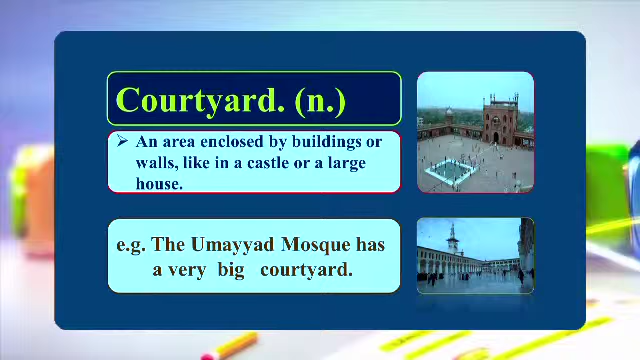 Courtyard. (n.)
➢ An area enclosed by buildings or
walls, like in a castle or a large
house.
e.g. The Umayyad Mosque has
a very big courtyard.